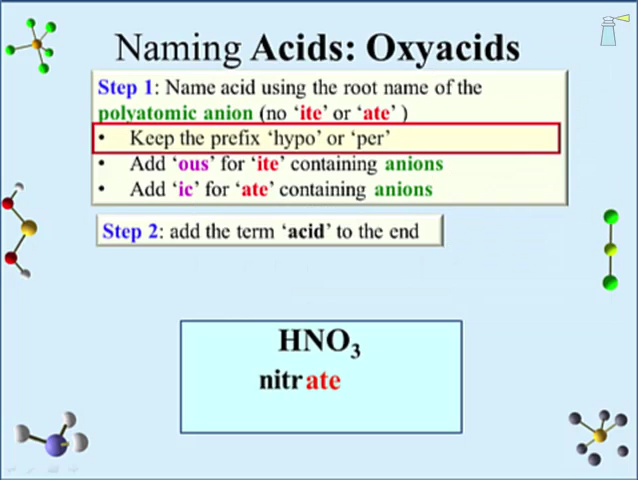 Naming Acids: Oxyacids
Step 1: Name acid using the root name of the
polyatomic anion (no ‘ite’ or ‘ate’ )
• Keep the prefix ‘hypo’ or ‘per’
• Add ‘ous’ for ‘ite’ containing anions
• Add ‘ic’ for ‘ate’ containing anions
Step 2: add the term ‘acid’ to the end
HNO₃
nitrate